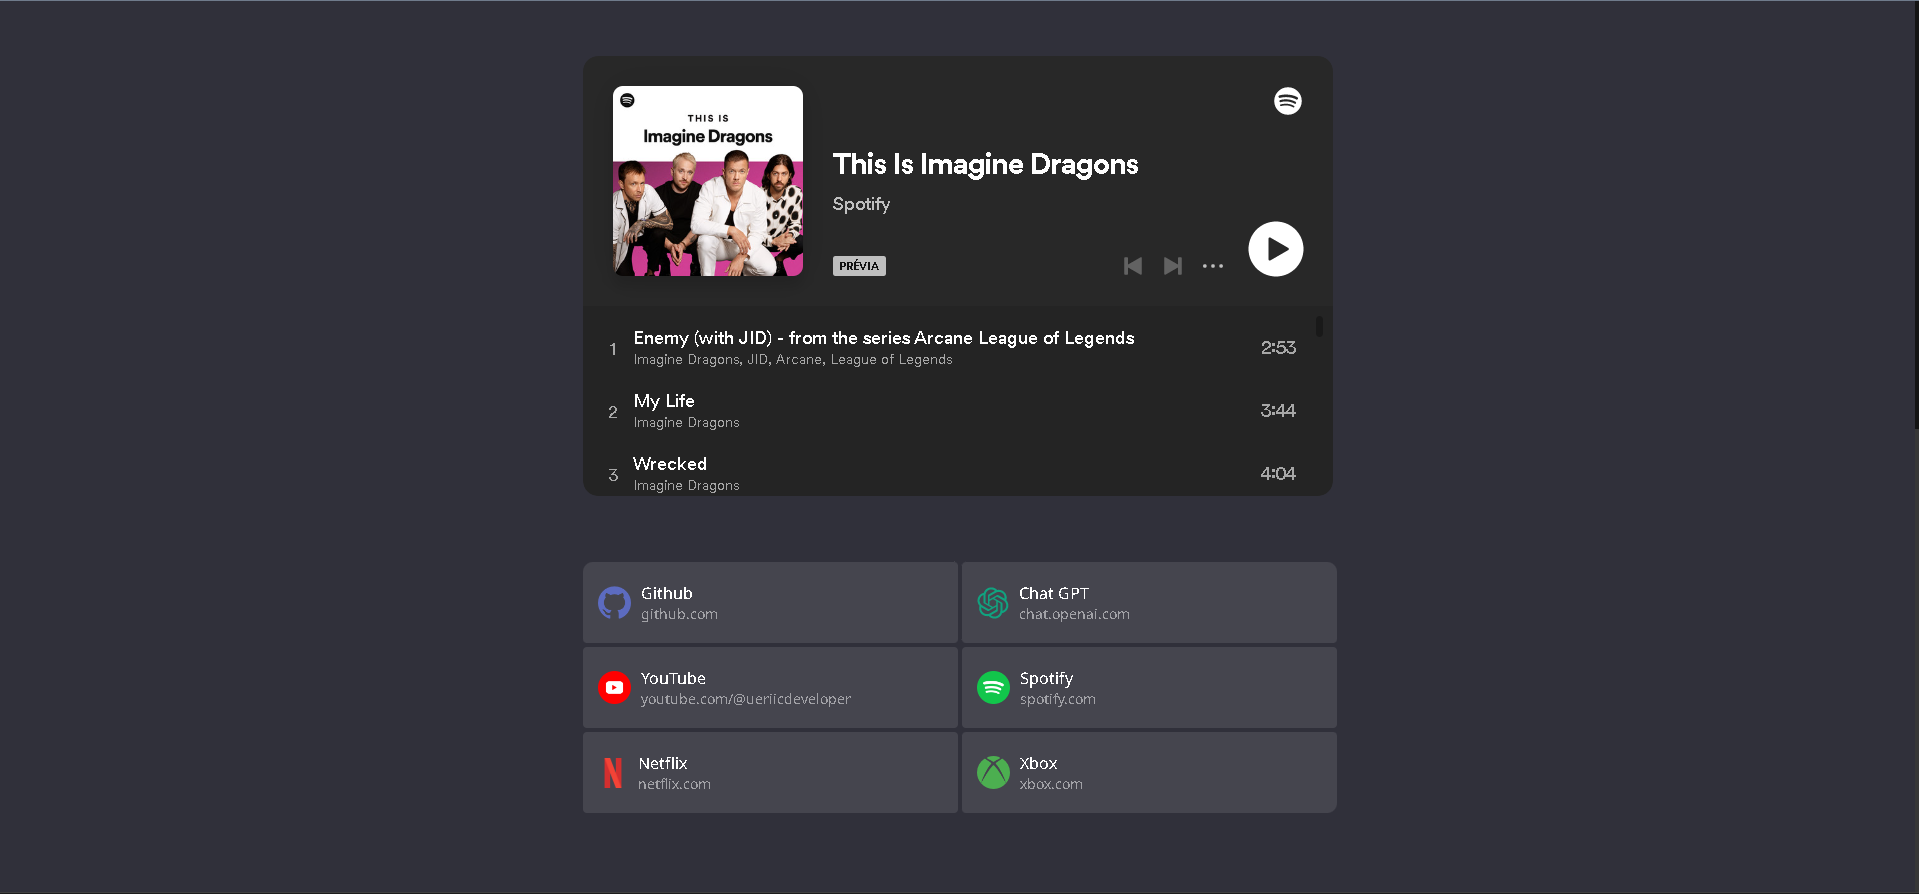 THIS IS
Imagine Dragons
This Is Imagine Dragons
Spotify
PRÉVIA
1
Enemy (with JID) - from the series Arcane League of Legends
Imagine Dragons, JID, Arcane, League of Legends
2:53
2
My Life
Imagine Dragons
3:44
3
Wrecked
Imagine Dragons
4:04
Github
github.com
Chat GPT
chat.openai.com
YouTube
youtube.com/@ueriicdeveloper
Spotify
spotify.com
Netflix
netflix.com
Xbox
xbox.com